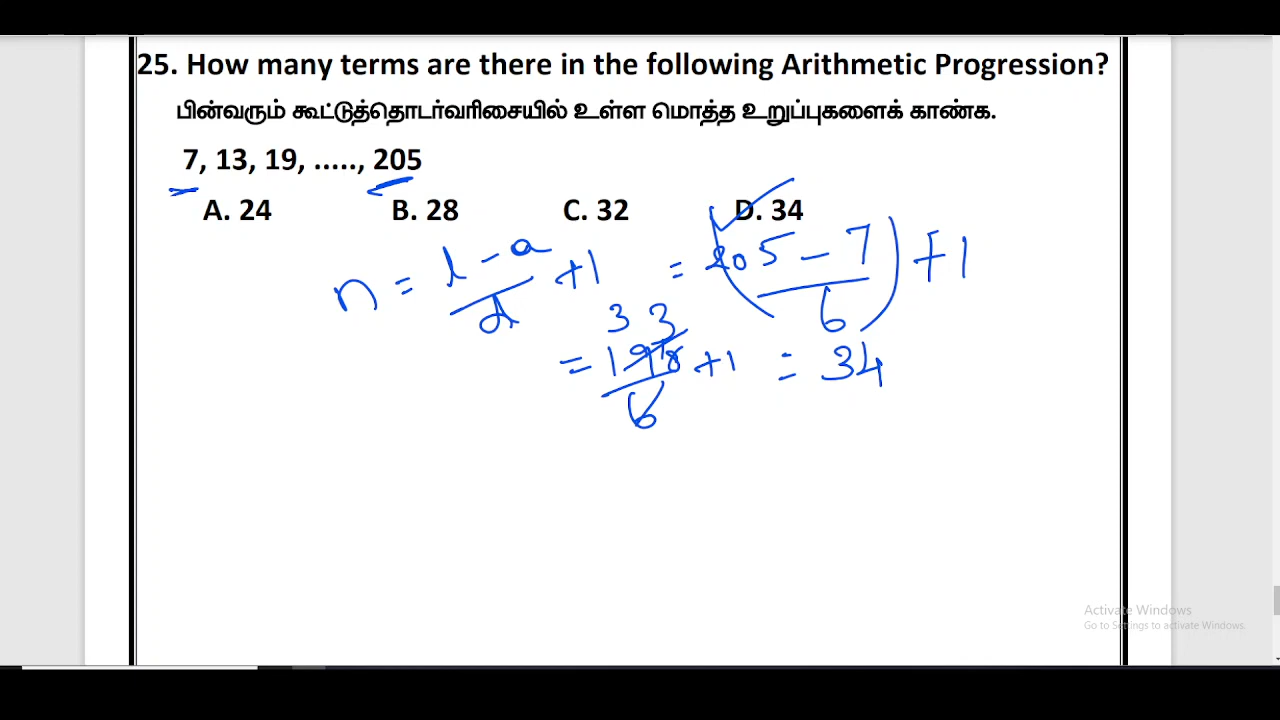 25. How many terms are there in the following Arithmetic Progression?
பின்வரும் கூட்டுத்தொடர்வரிசையில் உள்ள மொத்த உறுப்புகளைக் காண்க.
7, 13, 19, ....., 205
A. 24 B. 28 C. 32 D. 34
n = l - a / d + 1 = (205 - 7 / 6) + 1
33
= 198 / 6 + 1 = 34
Activate Windows
Go to Settings to activate Windows.